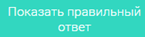 Показать правильный
ответ